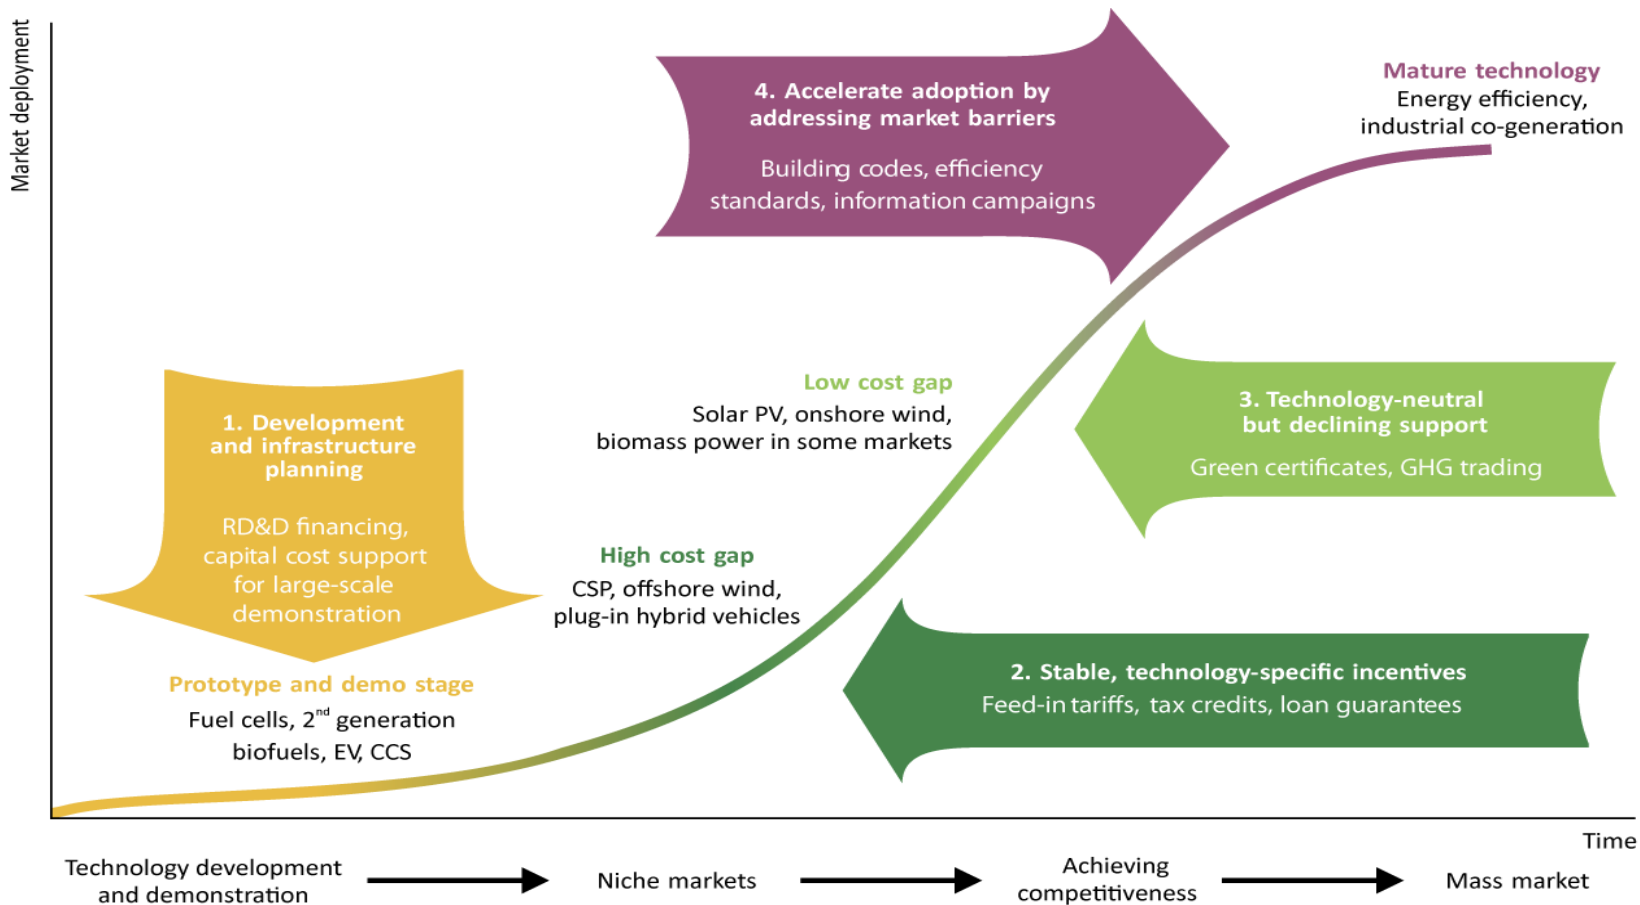 Market deployment
4. Accelerate adoption by
addressing market barriers
Building codes, efficiency
standards, information campaigns
Mature technology
Energy efficiency,
industrial co-generation
1. Development
and infrastructure
planning
RD&D financing,
capital cost support
for large-scale
demonstration
Low cost gap
Solar PV, onshore wind,
biomass power in some markets
3. Technology-neutral
but declining support
Green certificates, GHG trading
High cost gap
CSP, offshore wind,
plug-in hybrid vehicles
2. Stable, technology-specific incentives
Feed-in tariffs, tax credits, loan guarantees
Prototype and demo stage
Fuel cells, 2nd generation
biofuels, EV, CCS
Time
Technology development
and demonstration
Niche markets
Achieving
competitiveness
Mass market